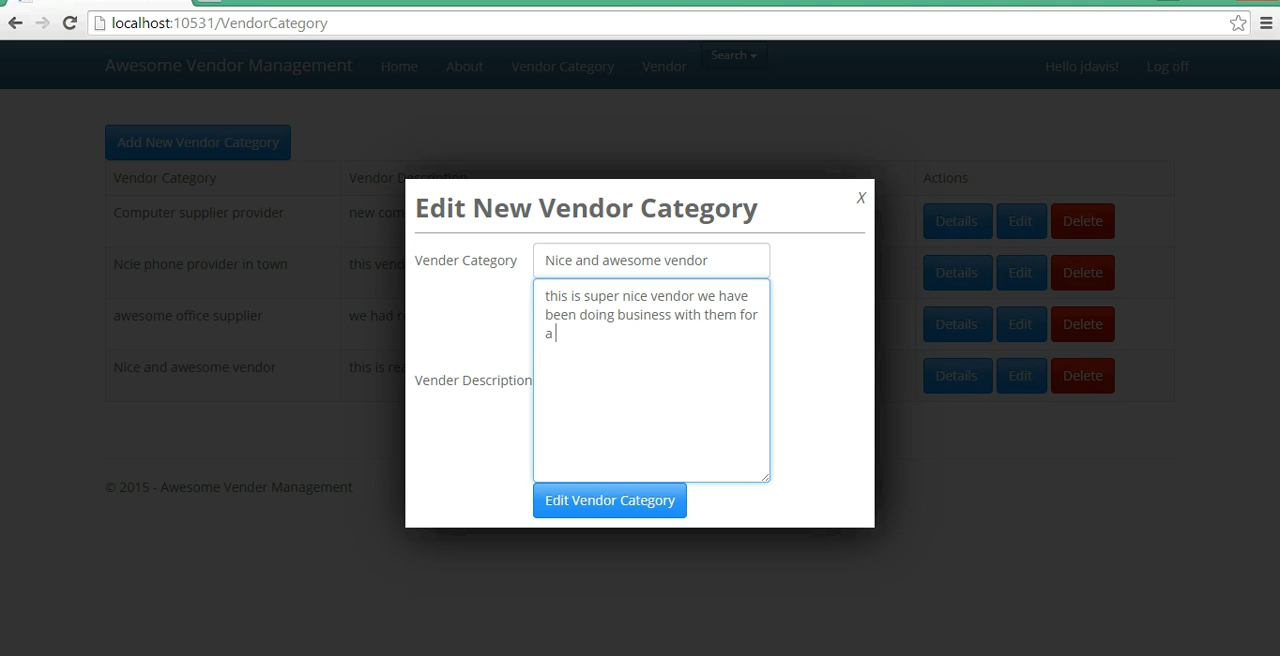 localhost:10531/VendorCategory
Awesome Vendor Management Home About Vendor Category Vendor Search Hello jdavis! Log off
Add New Vendor Category
Vendor Category Vendor Description Actions
Computer supplier provider new com Details Edit Delete
Ncie phone provider in town this vend Details Edit Delete
awesome office supplier we had Details Edit Delete
Nice and awesome vendor this is rea Details Edit Delete
Edit New Vendor Category X
Vender Category Nice and awesome vendor
this is super nice vendor we have
been doing business with them for
a
Vender Description
Edit Vendor Category
© 2015 - Awesome Vender Management